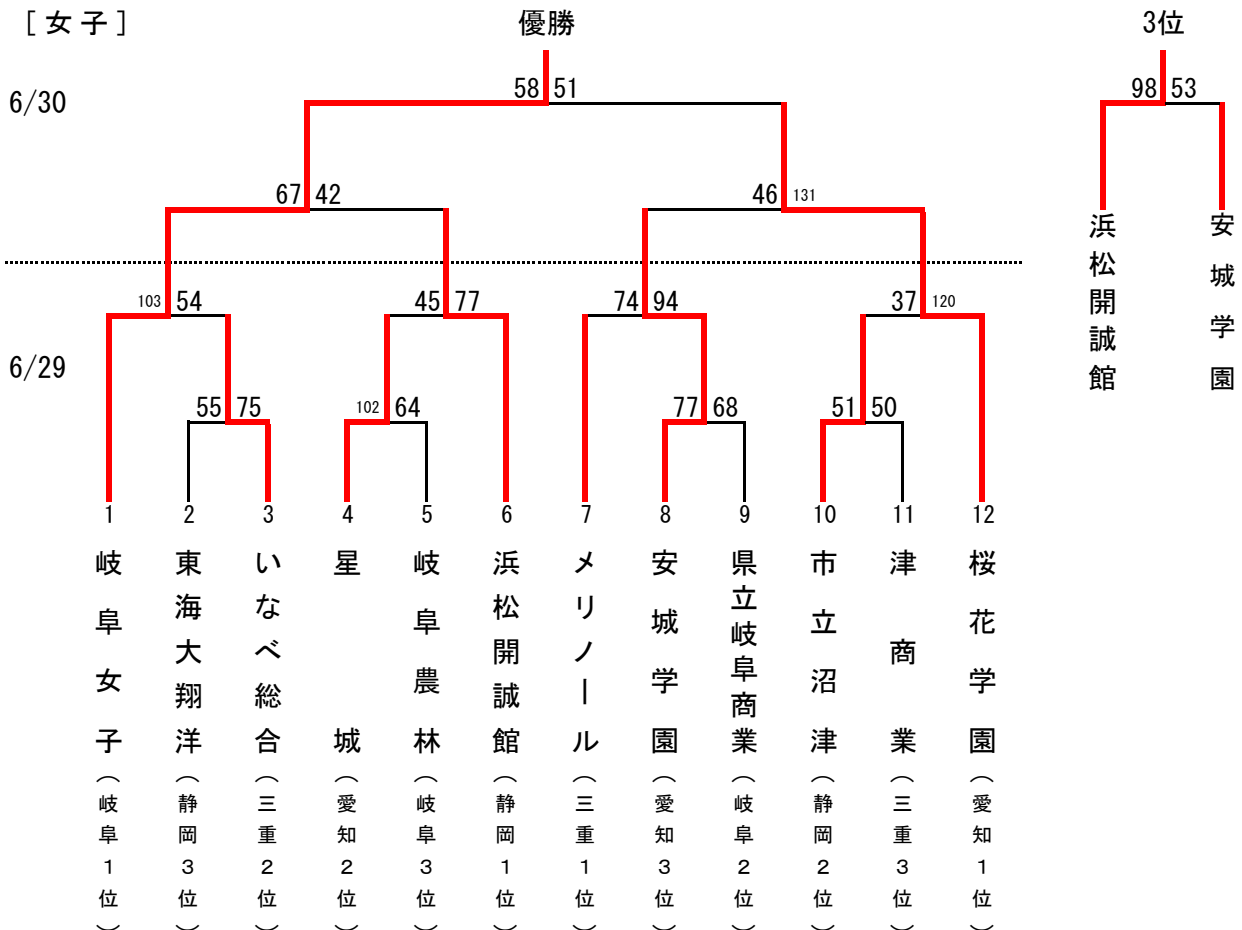 [女子]
優勝
3位
6/30
58 51
98 53
67 42
46 131
浜松開誠館
安城学園
103 54
45 77
74 94
37 120
6/29
55 75
102 64
77 68
51 50
1 2 3 4 5 6 7 8 9 10 11 12
岐阜女子(岐阜1位)
東海大翔洋(静岡3位)
いなべ総合(三重2位)
星城(愛知2位)
岐阜農林(岐阜3位)
浜松開誠館(静岡1位)
メリノール(三重1位)
安城学園(愛知3位)
県立岐阜商業(岐阜2位)
市立沼津(静岡2位)
津商業(三重3位)
桜花学園(愛知1位)